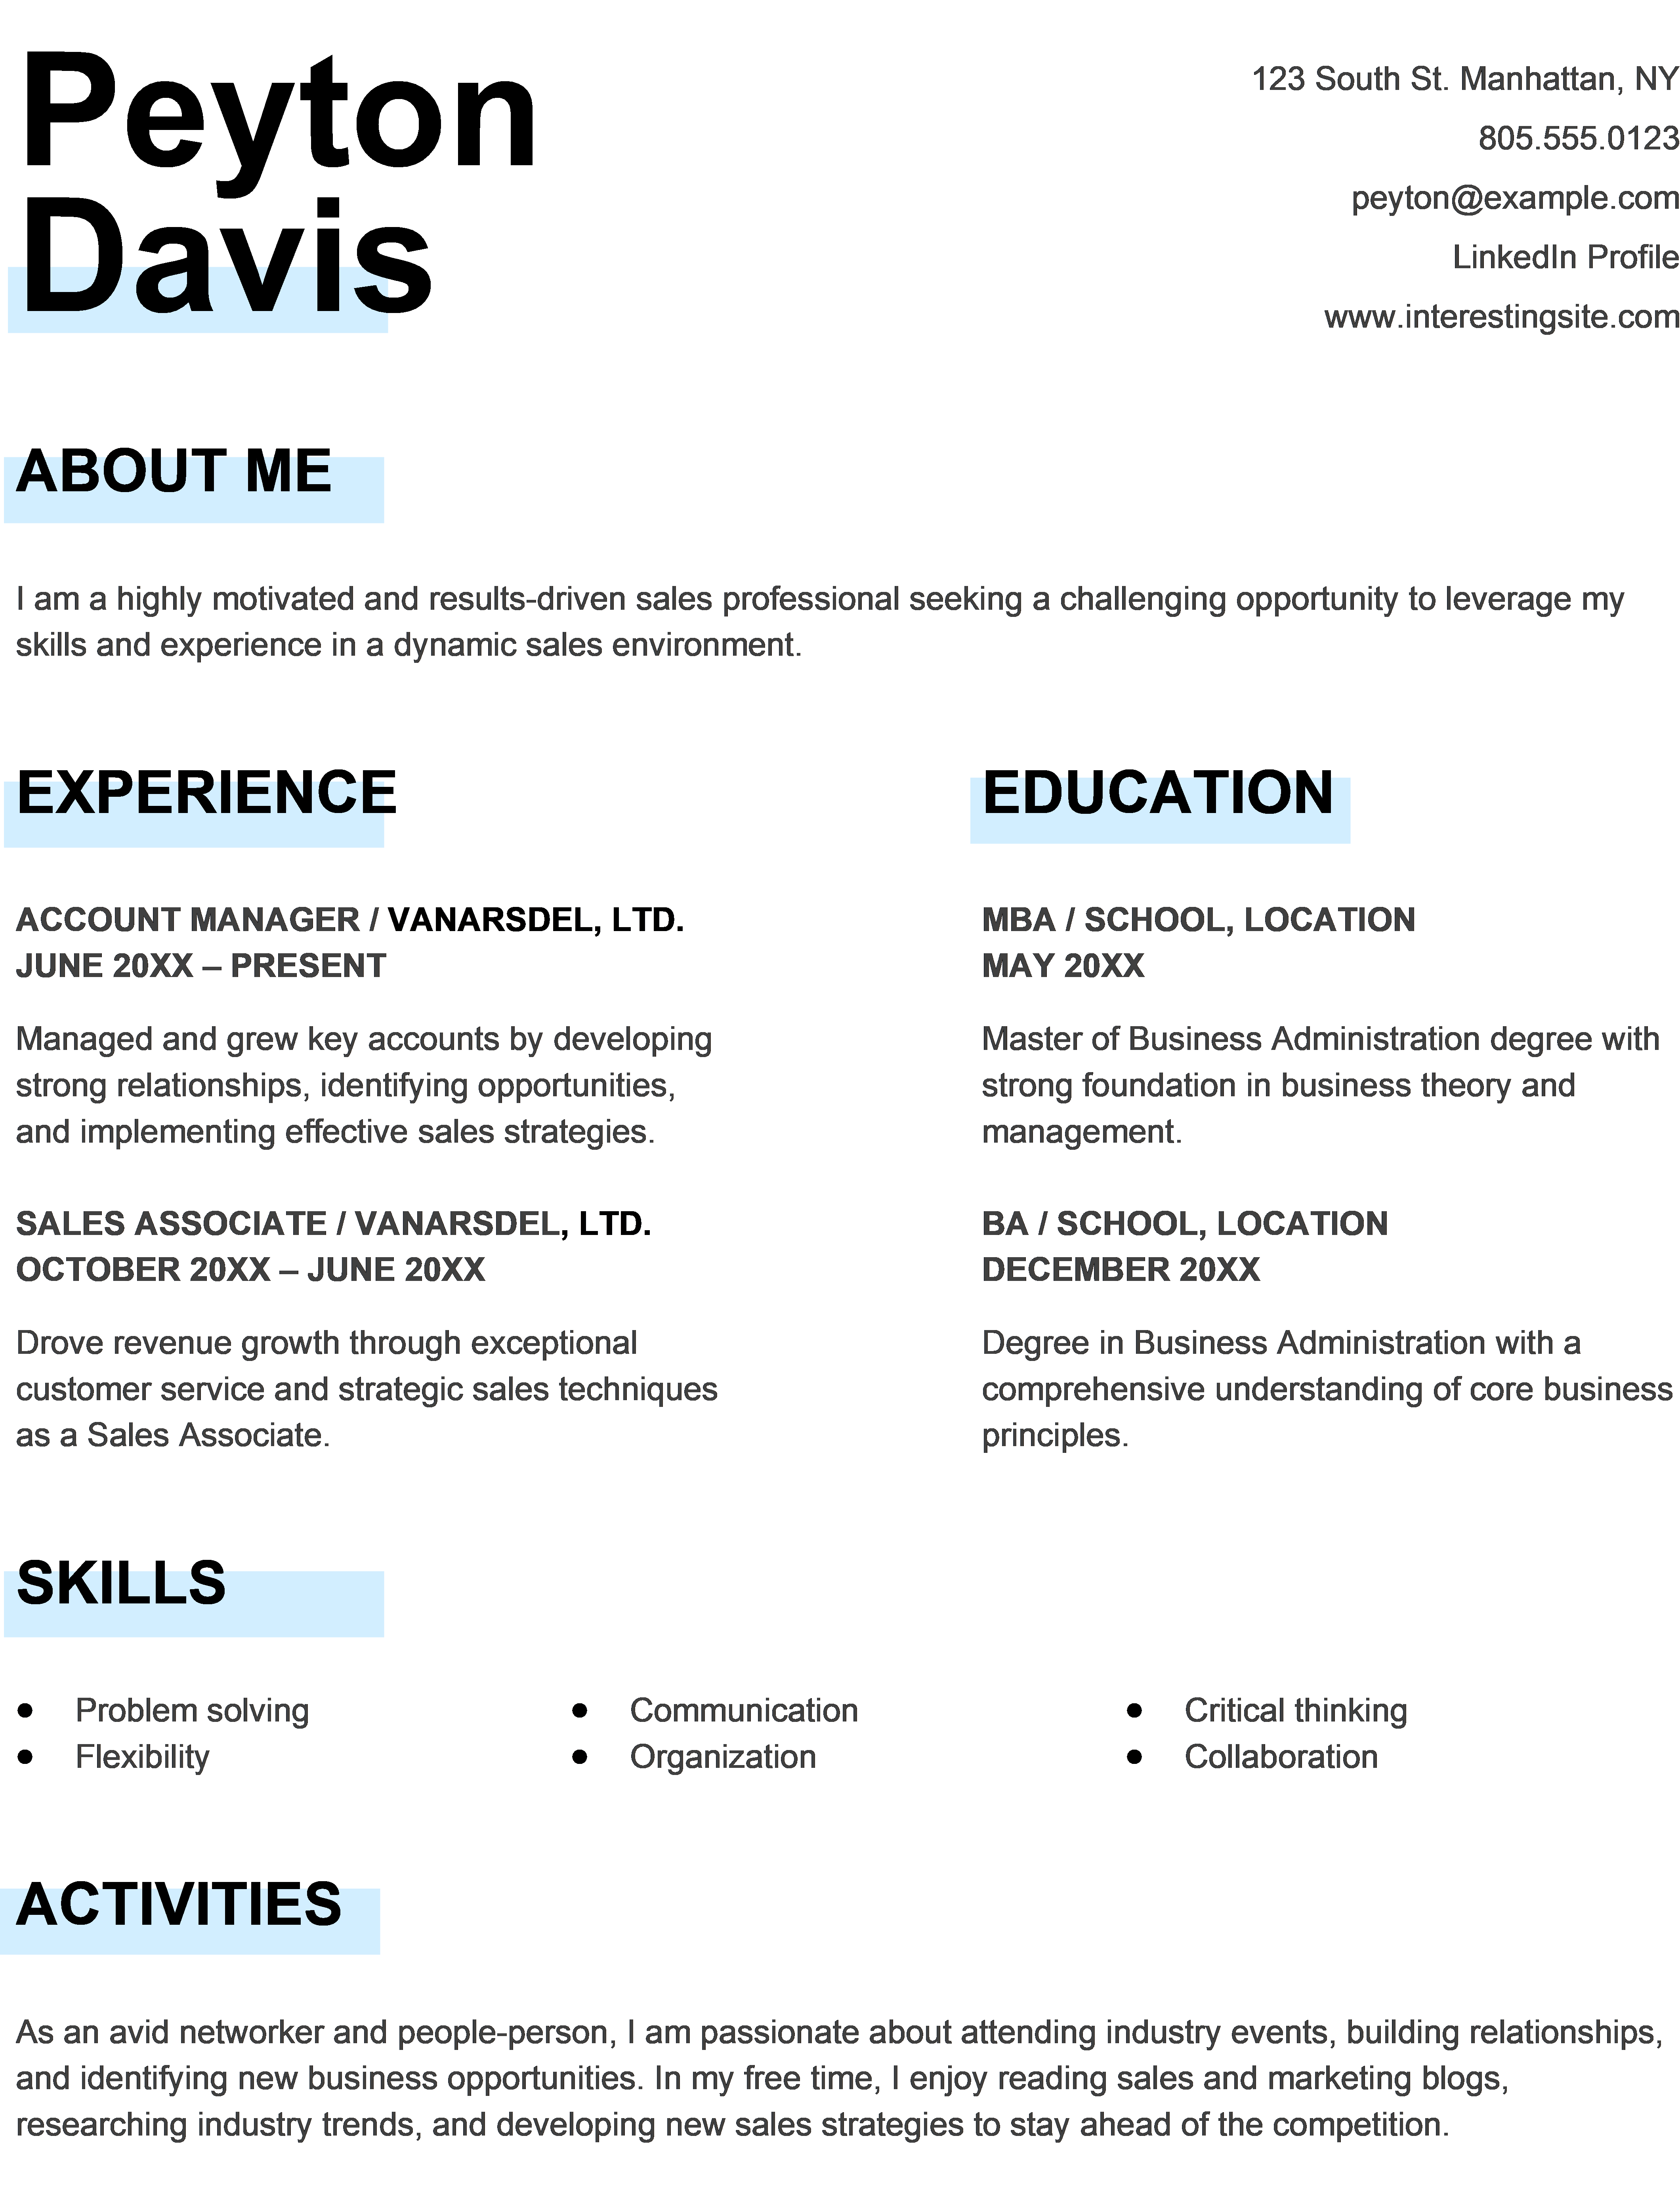 Peyton
Davis
123 South St. Manhattan, NY
805.555.0123
peyton@example.com
LinkedIn Profile
www.interestingsite.com
ABOUT ME
I am a highly motivated and results-driven sales professional seeking a challenging opportunity to leverage my
skills and experience in a dynamic sales environment.
EXPERIENCE
ACCOUNT MANAGER / VANARSDEL, LTD.
JUNE 20XX – PRESENT
Managed and grew key accounts by developing
strong relationships, identifying opportunities,
and implementing effective sales strategies.
SALES ASSOCIATE / VANARSDEL, LTD.
OCTOBER 20XX – JUNE 20XX
Drove revenue growth through exceptional
customer service and strategic sales techniques
as a Sales Associate.
EDUCATION
MBA / SCHOOL, LOCATION
MAY 20XX
Master of Business Administration degree with
strong foundation in business theory and
management.
BA / SCHOOL, LOCATION
DECEMBER 20XX
Degree in Business Administration with a
comprehensive understanding of core business
principles.
SKILLS
● Problem solving
● Flexibility
● Communication
● Organization
● Critical thinking
● Collaboration
ACTIVITIES
As an avid networker and people-person, I am passionate about attending industry events, building relationships,
and identifying new business opportunities. In my free time, I enjoy reading sales and marketing blogs,
researching industry trends, and developing new sales strategies to stay ahead of the competition.